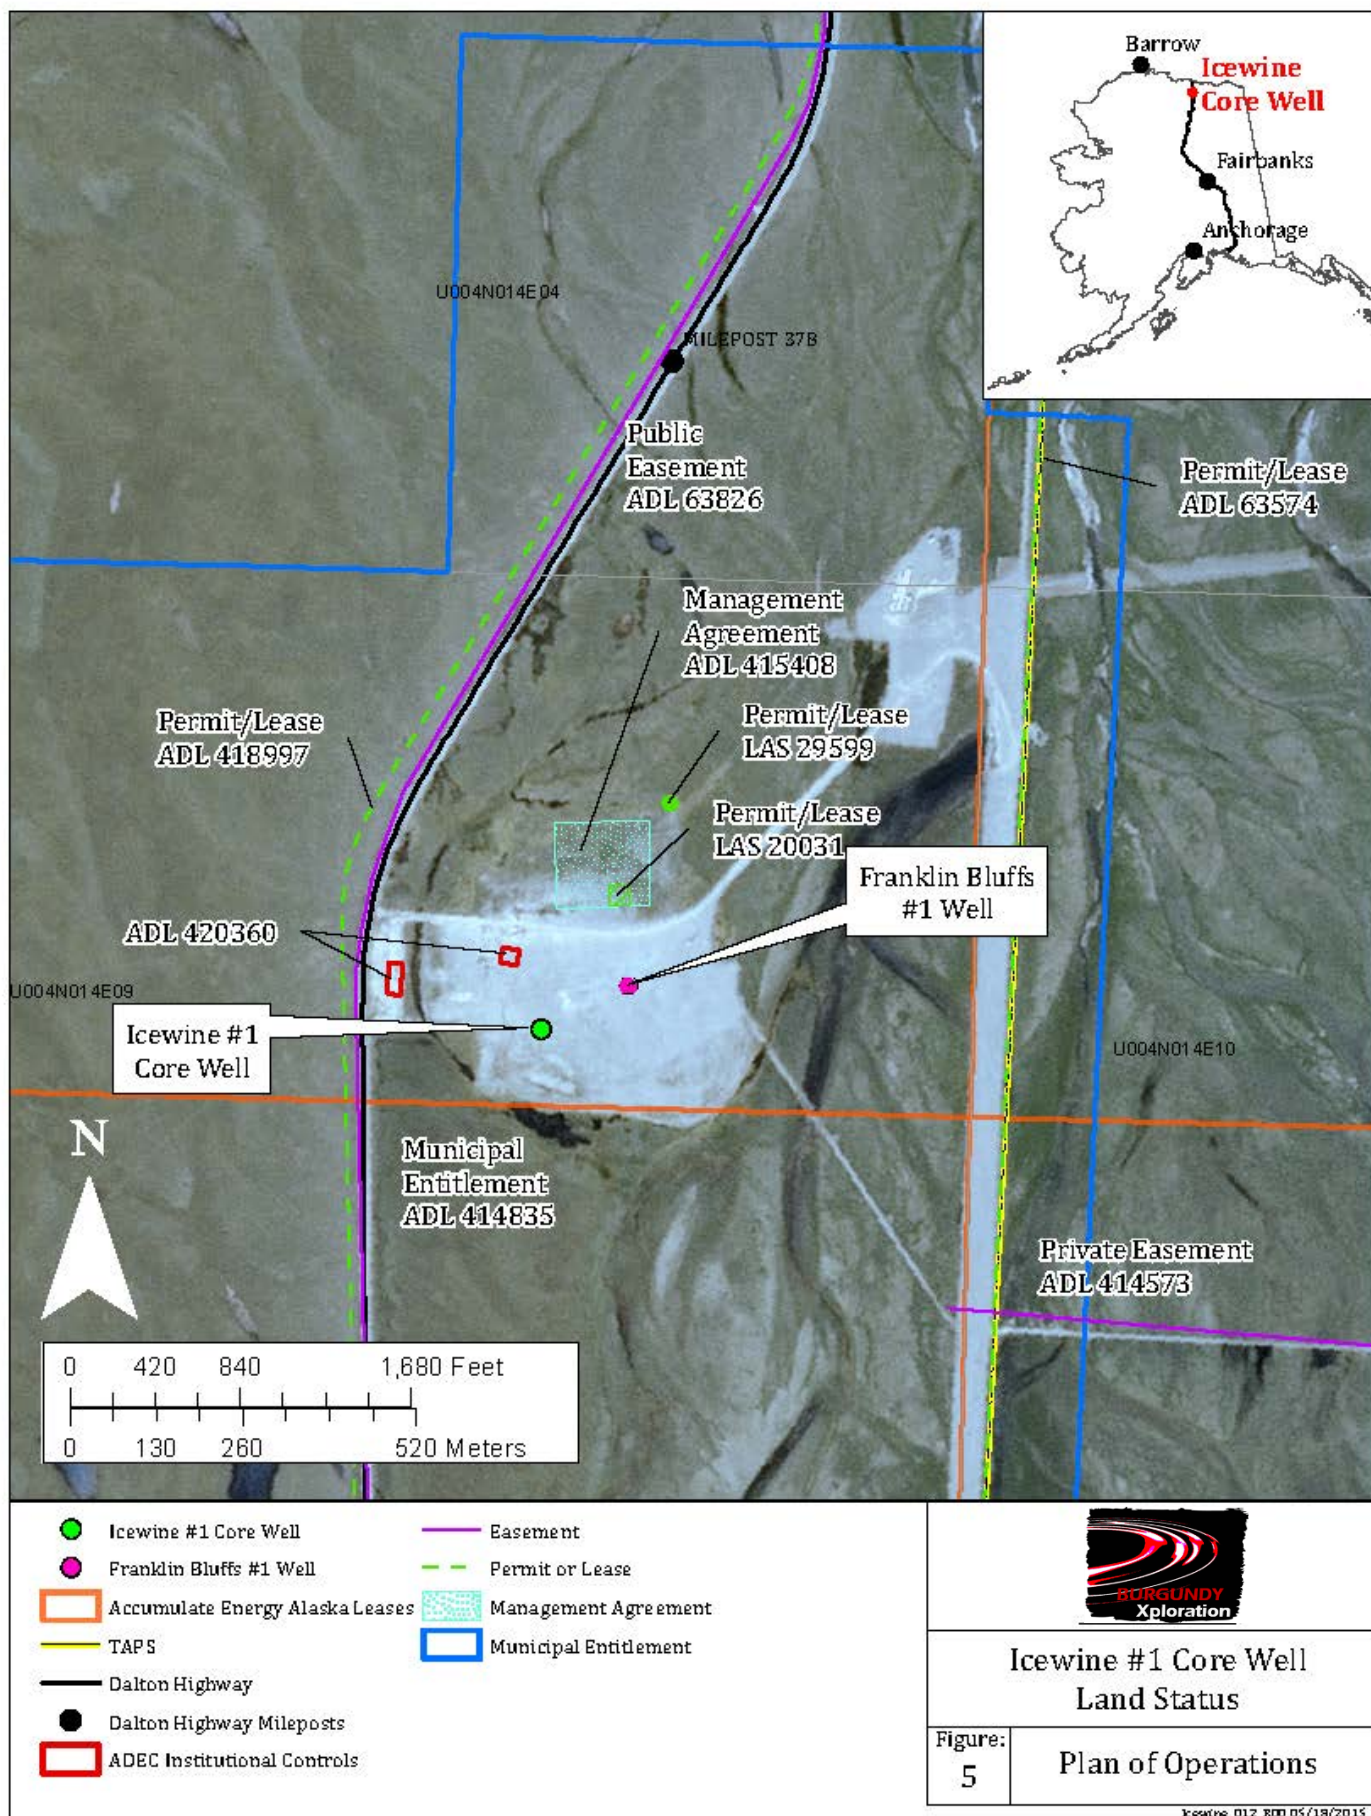 Barrow
Icewine
Core Well
Fairbanks
Anchorage
U004N014E04
MILEPOST 37B
Public
Easement
ADL 63826
Permit/Lease
ADL 63574
Management
Agreement
ADL 415408
Permit/Lease
ADL 418997
Permit/Lease
LAS 29599
Permit/Lease
LAS 20031
Franklin Bluffs
#1 Well
ADL 420360
U004N014E09
Icewine #1
Core Well
U004N014E10
N
Municipal
Entitlement
ADL 414835
Private Easement
ADL 414573
0 420 840 1,680 Feet
0 130 260 520 Meters
Icewine #1 Core Well
Franklin Bluffs #1 Well
Accumulate Energy Alaska Leases
TAPS
Dalton Highway
Dalton Highway Mileposts
ADEC Institutional Controls
Easement
Permit or Lease
Management Agreement
Municipal Entitlement
BURGUNDY
Xploration
Icewine #1 Core Well
Land Status
Figure:
5
Plan of Operations